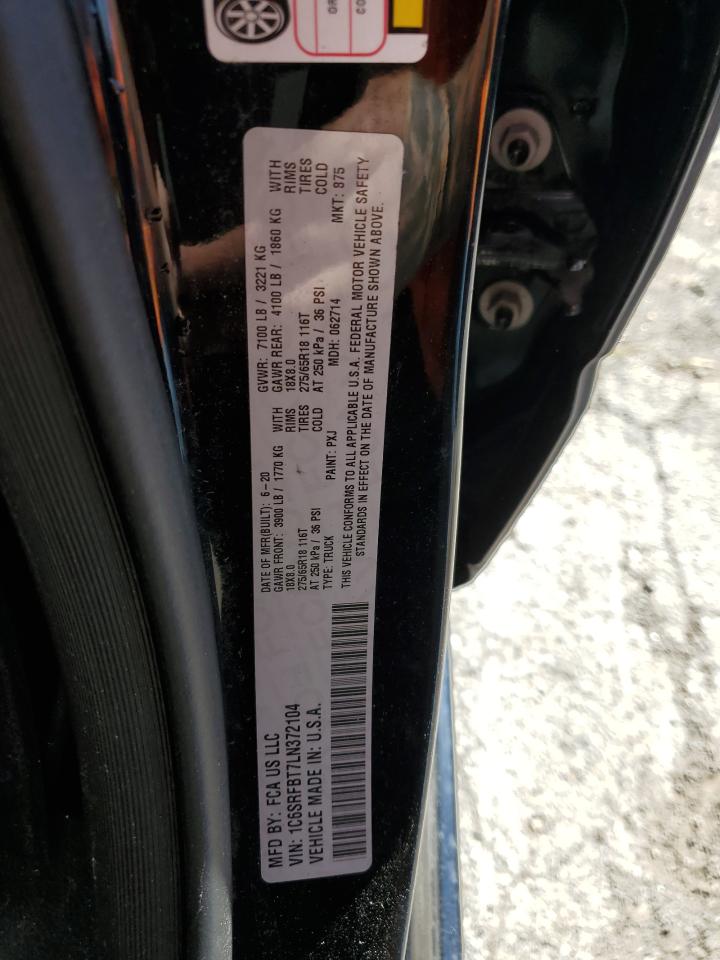 MFD BY: FCA US LLC
VIN: 1C6SRFBT7LN372104
VEHICLE MADE IN: U.S.A.
DATE OF MFR(BUILT): 6-20
GVWR: 7100 LB / 3221 KG
GAWR FRONT: 3900 LB / 1770 KG WITH
GAWR REAR: 4100 LB / 1860 KG WITH
18X8.0 RIMS
18X8.0 RIMS
275/65R18 116T TIRES
275/65R18 116T TIRES
AT 250 kPa / 36 PSI COLD
AT 250 kPa / 36 PSI COLD
TYPE: TRUCK PAINT: PXJ MDH: 062714 MKT: 875
THIS VEHICLE CONFORMS TO ALL APPLICABLE U.S.A. FEDERAL MOTOR VEHICLE SAFETY
STANDARDS IN EFFECT ON THE DATE OF MANUFACTURE SHOWN ABOVE.